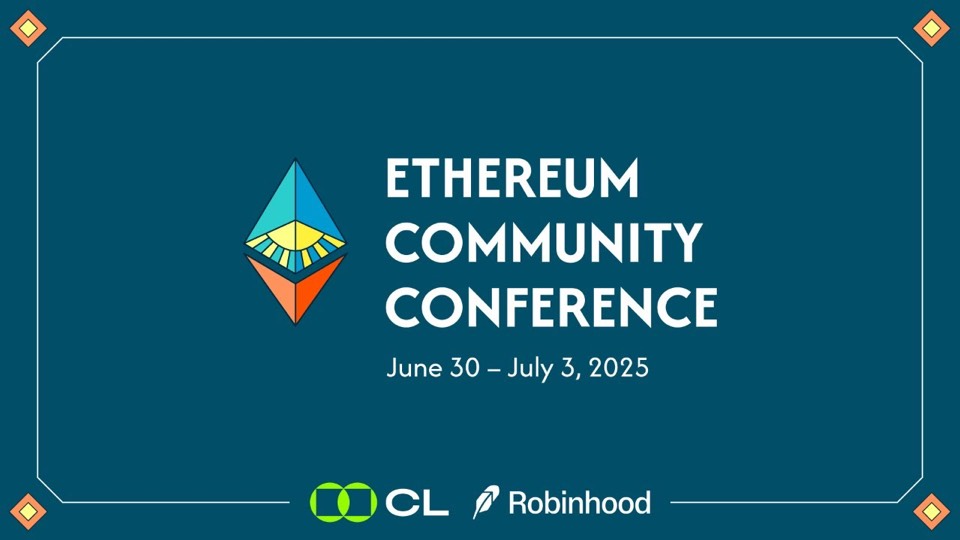 ETHEREUM
COMMUNITY
CONFERENCE
June 30 – July 3, 2025
CL Robinhood